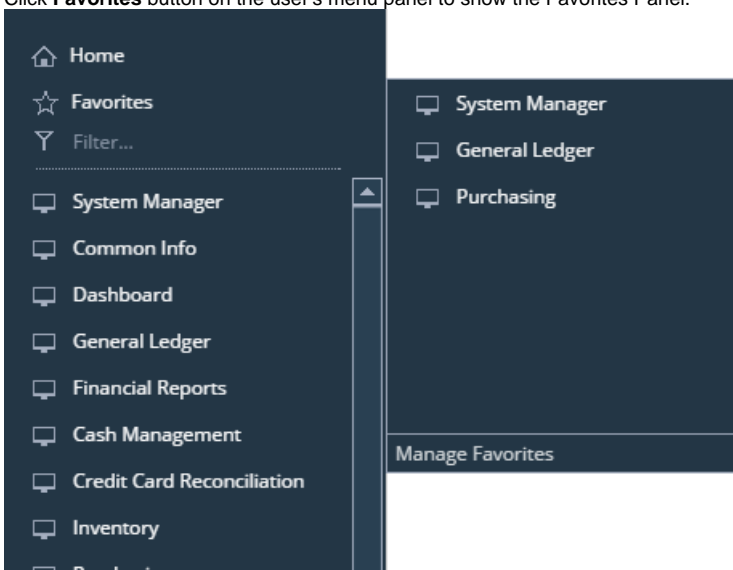 Click Favorites button on the user's menu panel to show the Favorites Panel.
Home
Favorites
Filter...
System Manager
Common Info
Dashboard
General Ledger
Financial Reports
Cash Management
Credit Card Reconciliation
Inventory
System Manager
General Ledger
Purchasing
Manage Favorites